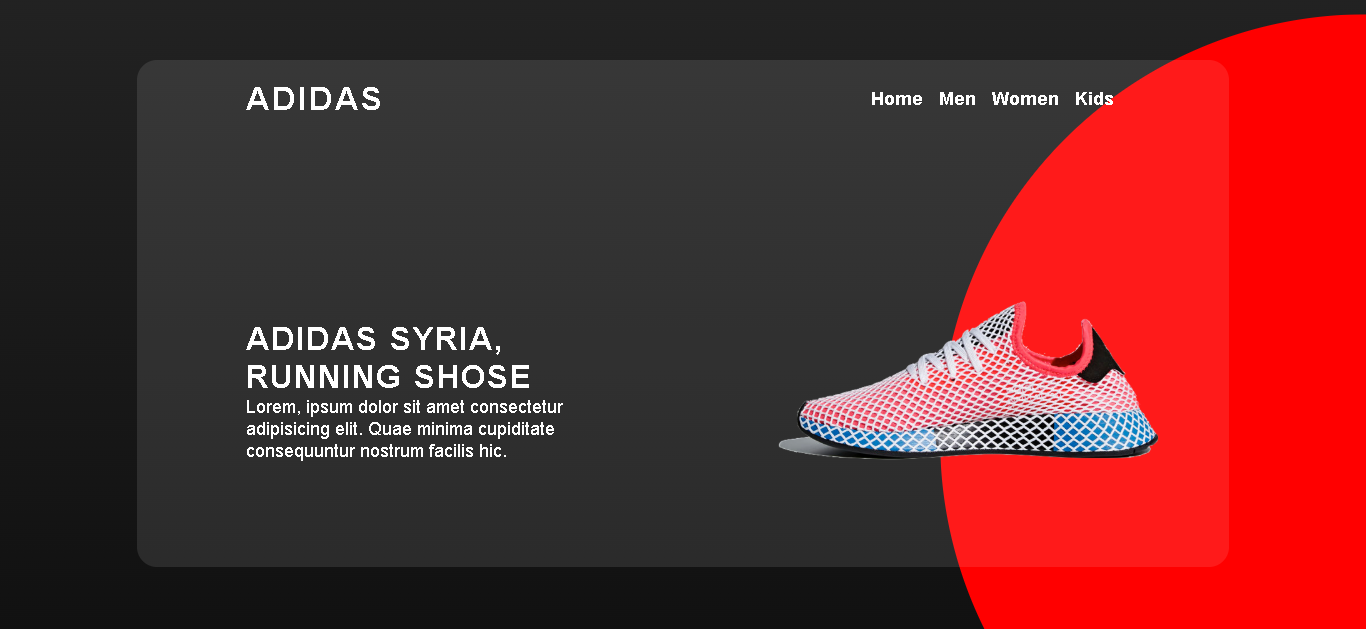 ADIDAS
Home Men Women Kids
ADIDAS SYRIA,
RUNNING SHOSE
Lorem, ipsum dolor sit amet consectetur
adipisicing elit. Quae minima cupiditate
consequuntur nostrum facilis hic.